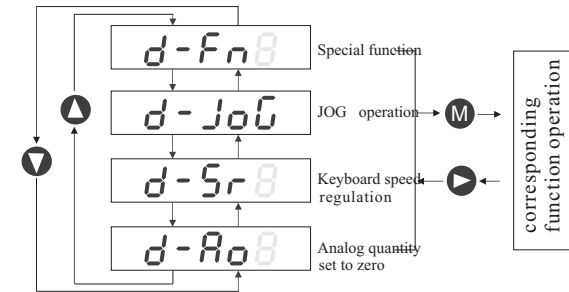 d-Fn
Special function
d-JoG
JOG operation
M
d-Sr
Keyboard speed
regulation
d-Ao
Analog quantity
set to zero
corresponding
function operation